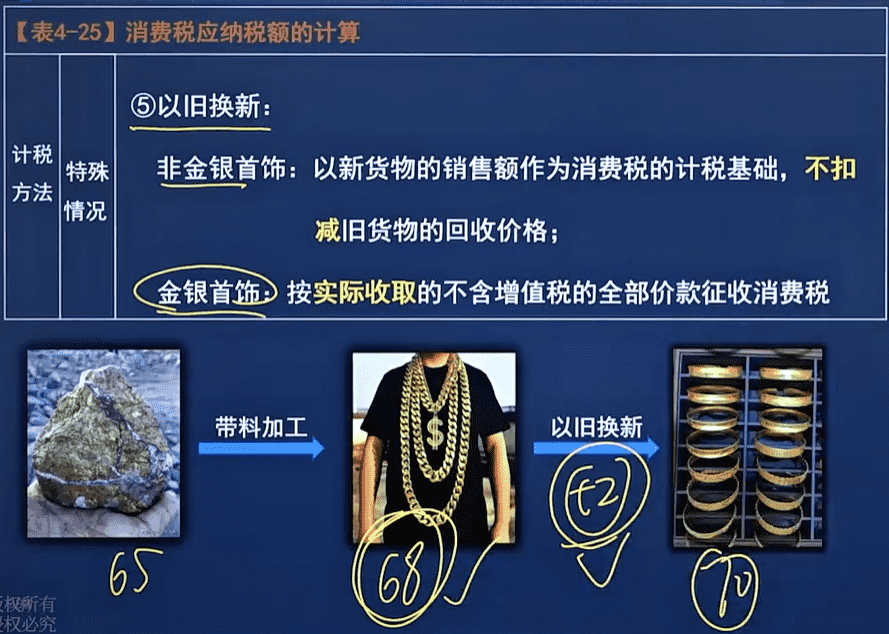 【表4-25】消费税应纳税额的计算
计税
方法
特殊
情况
⑤以旧换新：
非金银首饰：以新货物的销售额作为消费税的计税基础，不扣
减旧货物的回收价格；
金银首饰：按实际收取的不含增值税的全部价款征收消费税
带料加工
以旧换新
$
+2
65
68
70
版权所有
侵权必究